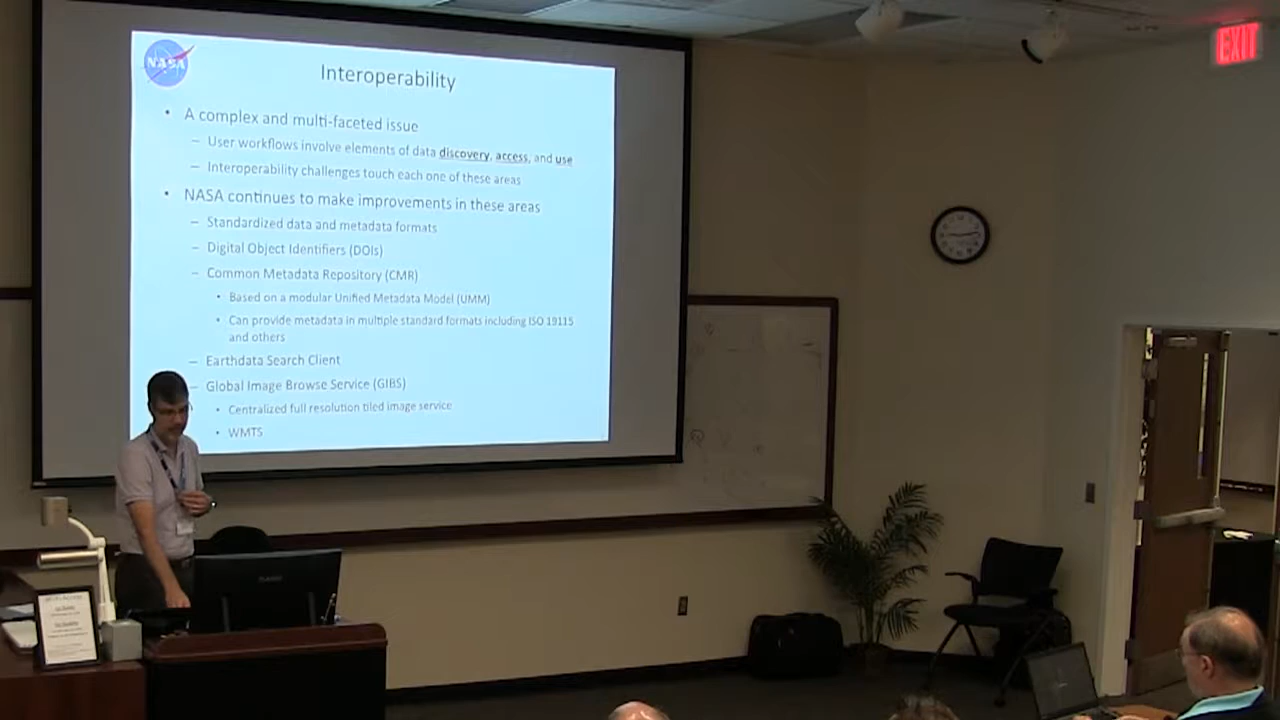 NASA
Interoperability
• A complex and multi-faceted issue
– User workflows involve elements of data discovery, access, and use
– Interoperability challenges touch each one of these areas
• NASA continues to make improvements in these areas
– Standardized data and metadata formats
– Digital Object Identifiers (DOIs)
– Common Metadata Repository (CMR)
• Based on a modular Unified Metadata Model (UMM)
• Can provide metadata in multiple standard formats including ISO 19115
and others
– Earthdata Search Client
– Global Image Browse Service (GIBS)
• Centralized full resolution tiled image service
• WMTS
EXIT